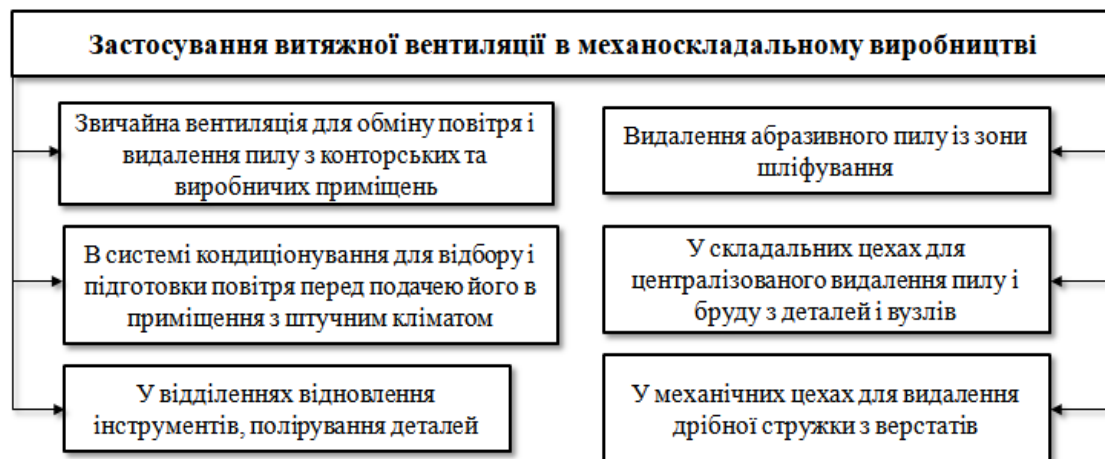 Застосування витяжної вентиляції в механоскладальному виробництві
Звичайна вентиляція для обміну повітря і
видалення пилу з конторських та
виробничих приміщень
В системі кондиціонування для відбору і
підготовки повітря перед подачею його в
приміщення з штучним кліматом
У відділеннях відновлення
інструментів, полірування деталей
Видалення абразивного пилу із зони
шліфування
У складальних цехах для
централізованого видалення пилу і
бруду з деталей і вузлів
У механічних цехах для видалення
дрібної стружки з верстатів